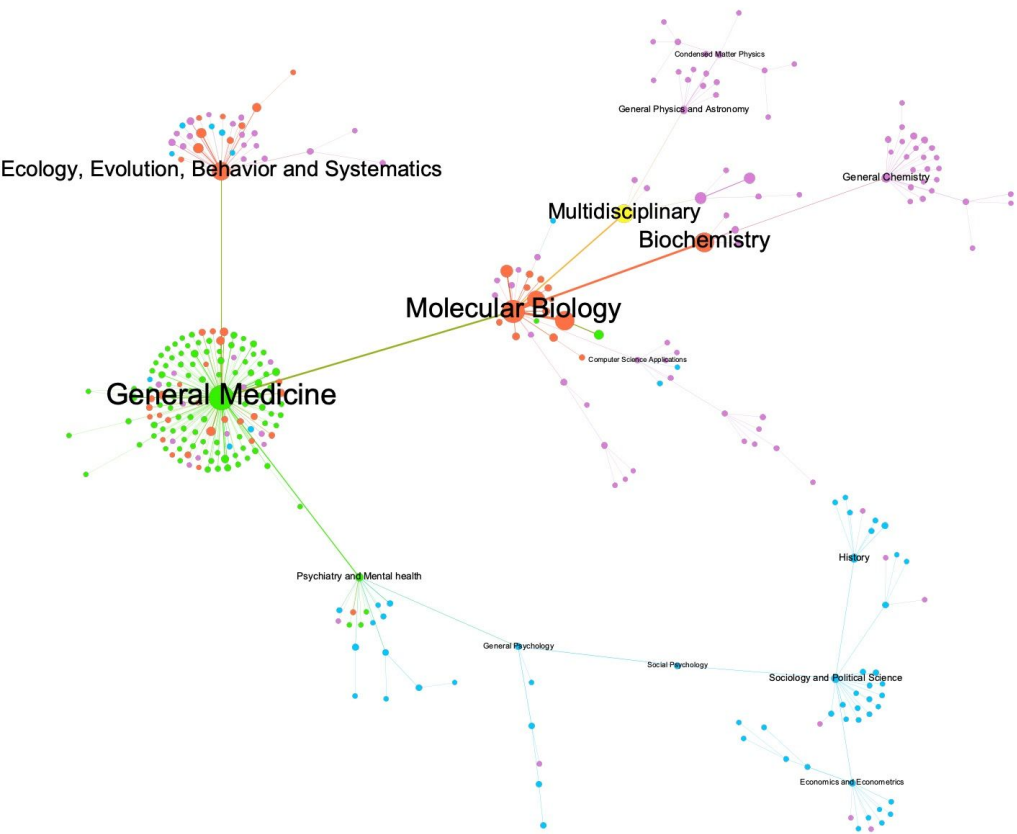 Condensed Matter Physics
General Physics and Astronomy
Ecology, Evolution, Behavior and Systematics
General Chemistry
Multidisciplinary
Biochemistry
Molecular Biology
Computer Science Applications
General Medicine
History
Psychiatry and Mental health
General Psychology
Social Psychology
Sociology and Political Science
Economics and Econometrics